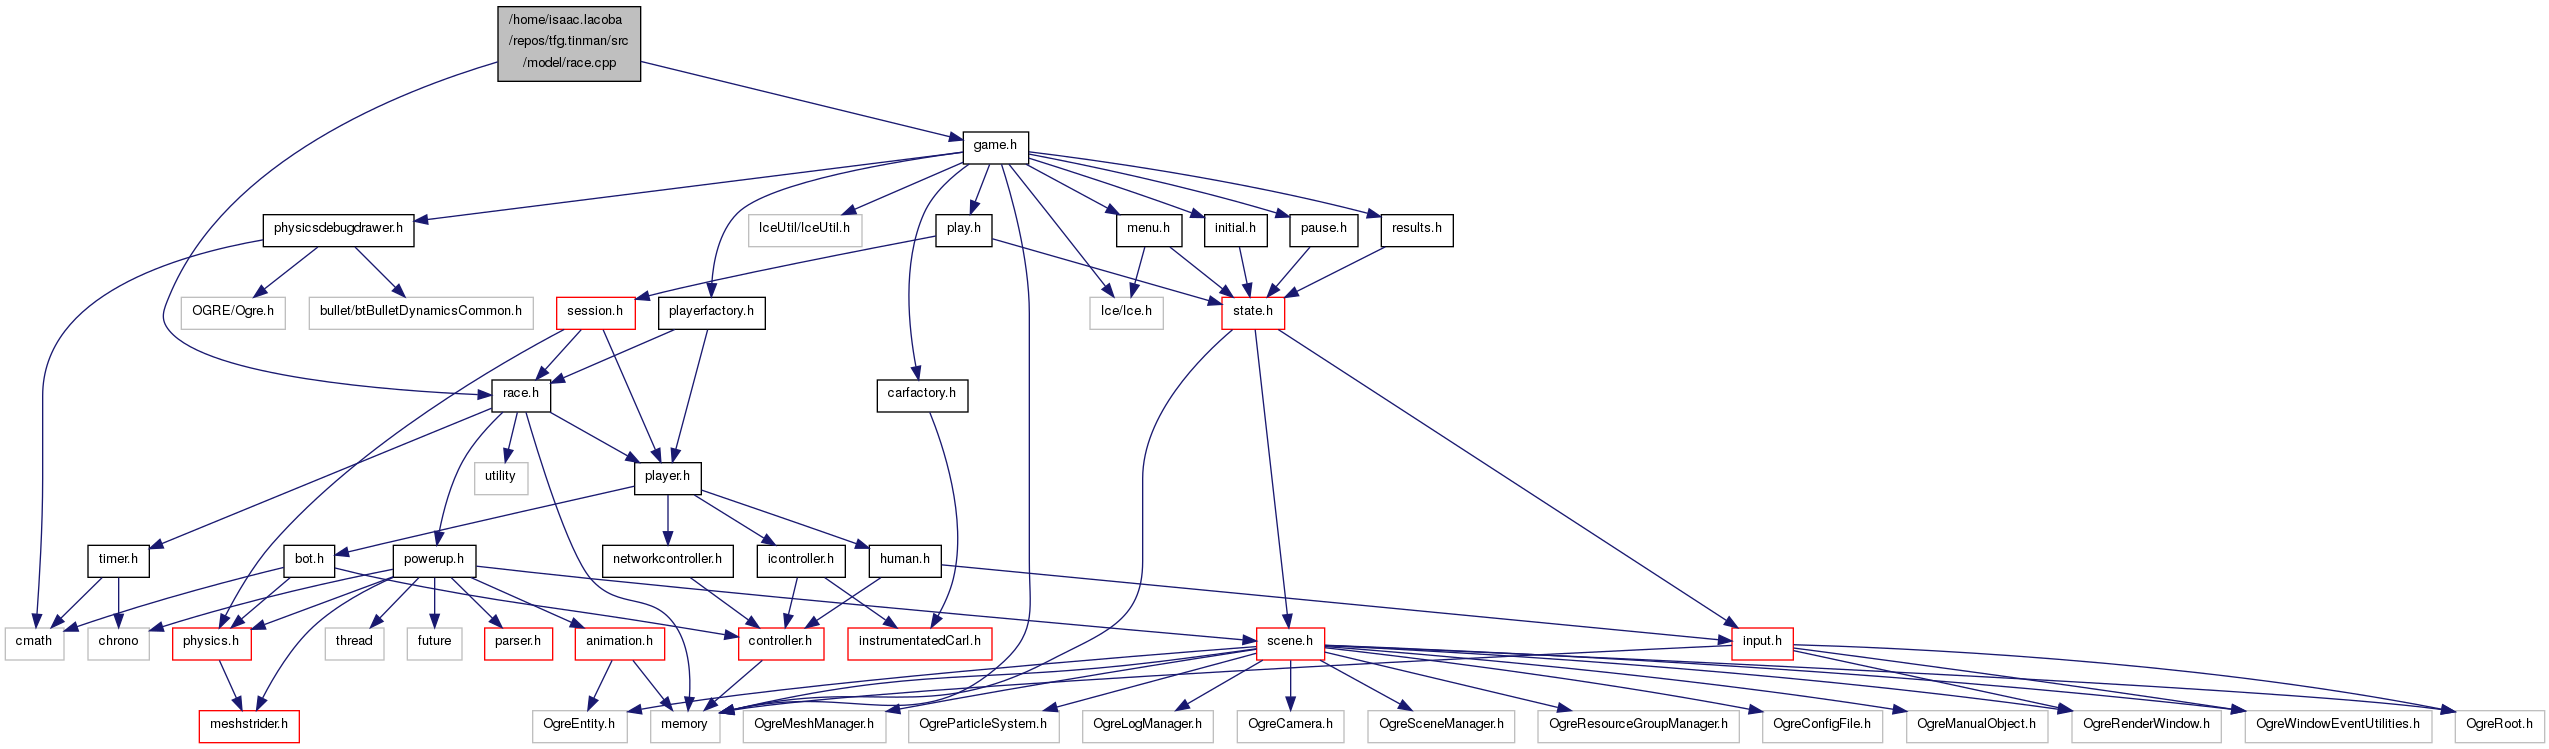 /home/isaac.lacoba
/repos/tfg.tinman/src
/model/race.cpp
game.h
physicsdebugdrawer.h
IceUtil/IceUtil.h
play.h
menu.h
initial.h
pause.h
results.h
OGRE/Ogre.h
bullet/btBulletDynamicsCommon.h
session.h
playerfactory.h
Ice/Ice.h
state.h
race.h
carfactory.h
utility
player.h
timer.h
bot.h
powerup.h
networkcontroller.h
icontroller.h
human.h
cmath
chrono
physics.h
thread
future
parser.h
animation.h
controller.h
instrumentatedCarI.h
scene.h
input.h
meshstrider.h
OgreEntity.h
memory
OgreMeshManager.h
OgreParticleSystem.h
OgreLogManager.h
OgreCamera.h
OgreSceneManager.h
OgreResourceGroupManager.h
OgreConfigFile.h
OgreManualObject.h
OgreRenderWindow.h
OgreWindowEventUtilities.h
OgreRoot.h